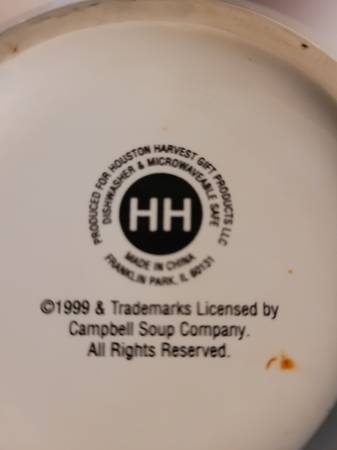 PRODUCED FOR HOUSTON HARVEST GIFT PRODUCTS LLC
DISHWASHER & MICROWAVEABLE SAFE
HH
MADE IN CHINA
FRANKLIN PARK, IL 60131
©1999 & Trademarks Licensed by
Campbell Soup Company.
All Rights Reserved.